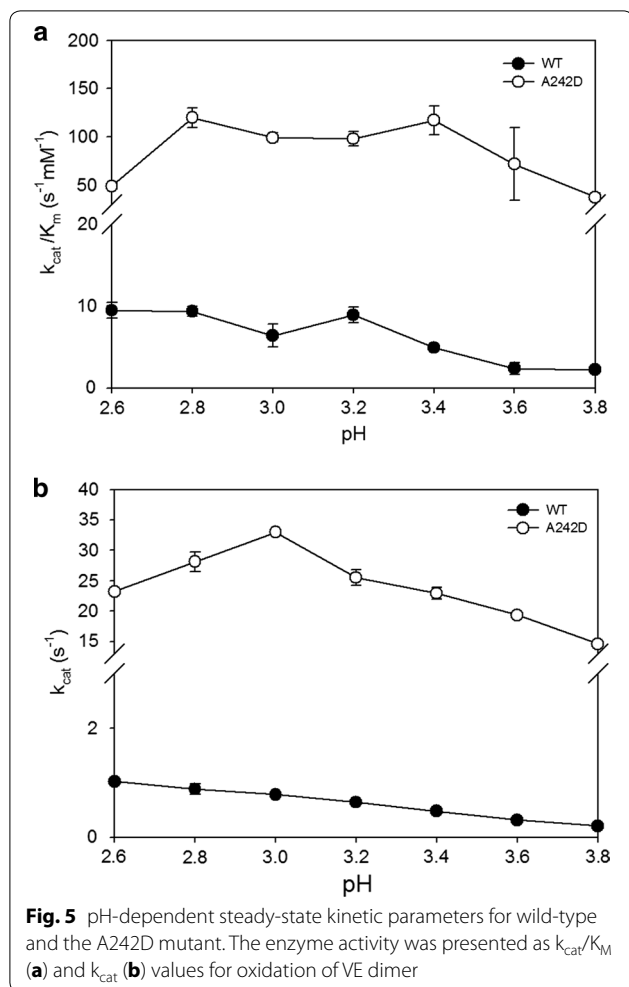 a
200
150
100
50
20
10
0
k_cat/K_m (s⁻¹mM⁻¹)
WT
A242D
2.6 2.8 3.0 3.2 3.4 3.6 3.8
pH
b
40
35
30
25
20
15
2
0
k_cat (s⁻¹)
WT
A242D
2.6 2.8 3.0 3.2 3.4 3.6 3.8
pH
Fig. 5 pH-dependent steady-state kinetic parameters for wild-type
and the A242D mutant. The enzyme activity was presented as k_cat/K_M
(a) and k_cat (b) values for oxidation of VE dimer